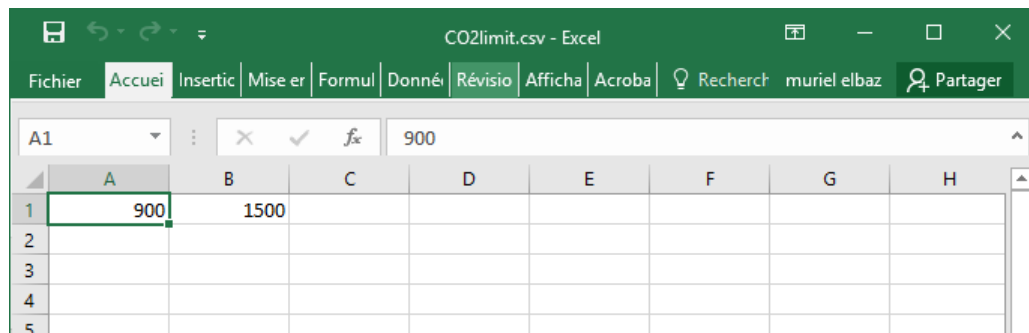 CO2limit.csv - Excel
Fichier Accuei Insertic Mise er Formul Donné Révisio Afficha Acroba Recherch muriel elbaz Partager
A1 fx 900
A B C D E F G H
1 900 1500
2
3
4
5